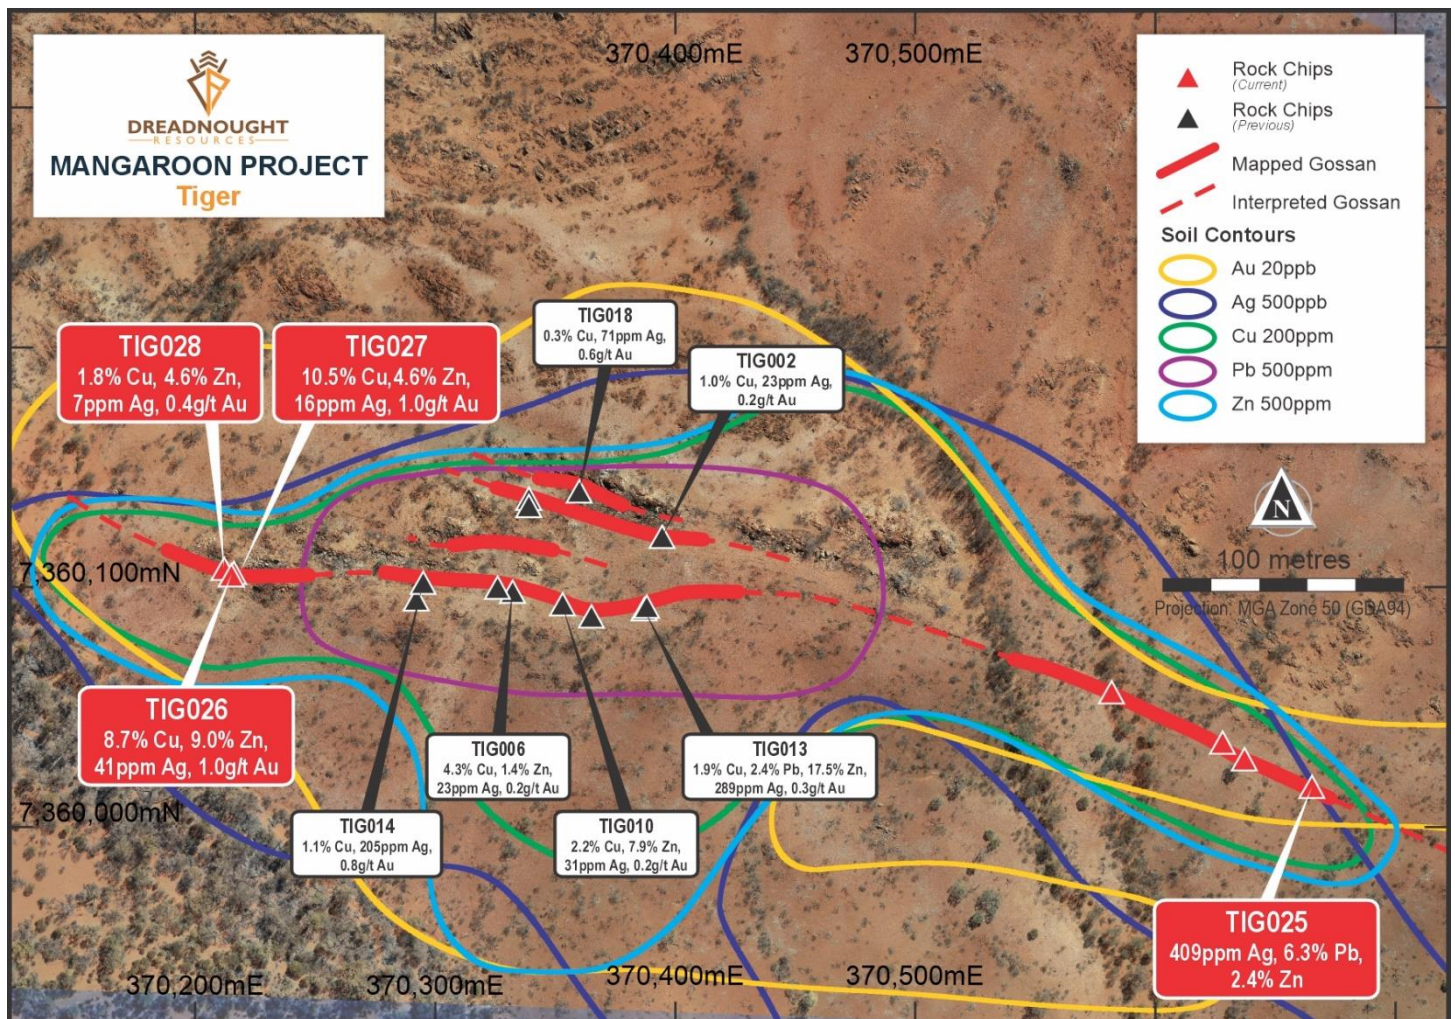 370,400mE
370,500mE
DREADNOUGHT
RESOURCES
MANGAROON PROJECT
Tiger
Rock Chips
(Current)
Rock Chips
(Previous)
Mapped Gossan
Interpreted Gossan
Soil Contours
Au 20ppb
Ag 500ppb
Cu 200ppm
Pb 500ppm
Zn 500ppm
TIG028
1.8% Cu, 4.6% Zn,
7ppm Ag, 0.4g/t Au
TIG027
10.5% Cu,4.6% Zn,
16ppm Ag, 1.0g/t Au
TIG018
0.3% Cu, 71ppm Ag,
0.6g/t Au
TIG002
1.0% Cu, 23ppm Ag,
0.2g/t Au
N
100 metres
Projection: MGA Zone 50 (GDA94)
7,360,100mN
TIG026
8.7% Cu, 9.0% Zn,
41ppm Ag, 1.0g/t Au
TIG006
4.3% Cu, 1.4% Zn,
23ppm Ag, 0.2g/t Au
TIG013
1.9% Cu, 2.4% Pb, 17.5% Zn,
289ppm Ag, 0.3g/t Au
7,360,000mN
TIG014
1.1% Cu, 205ppm Ag,
0.8g/t Au
TIG010
2.2% Cu, 7.9% Zn,
31ppm Ag, 0.2g/t Au
TIG025
409ppm Ag, 6.3% Pb,
2.4% Zn
370,200mE
370,300mE
370,400mE
370,500mE